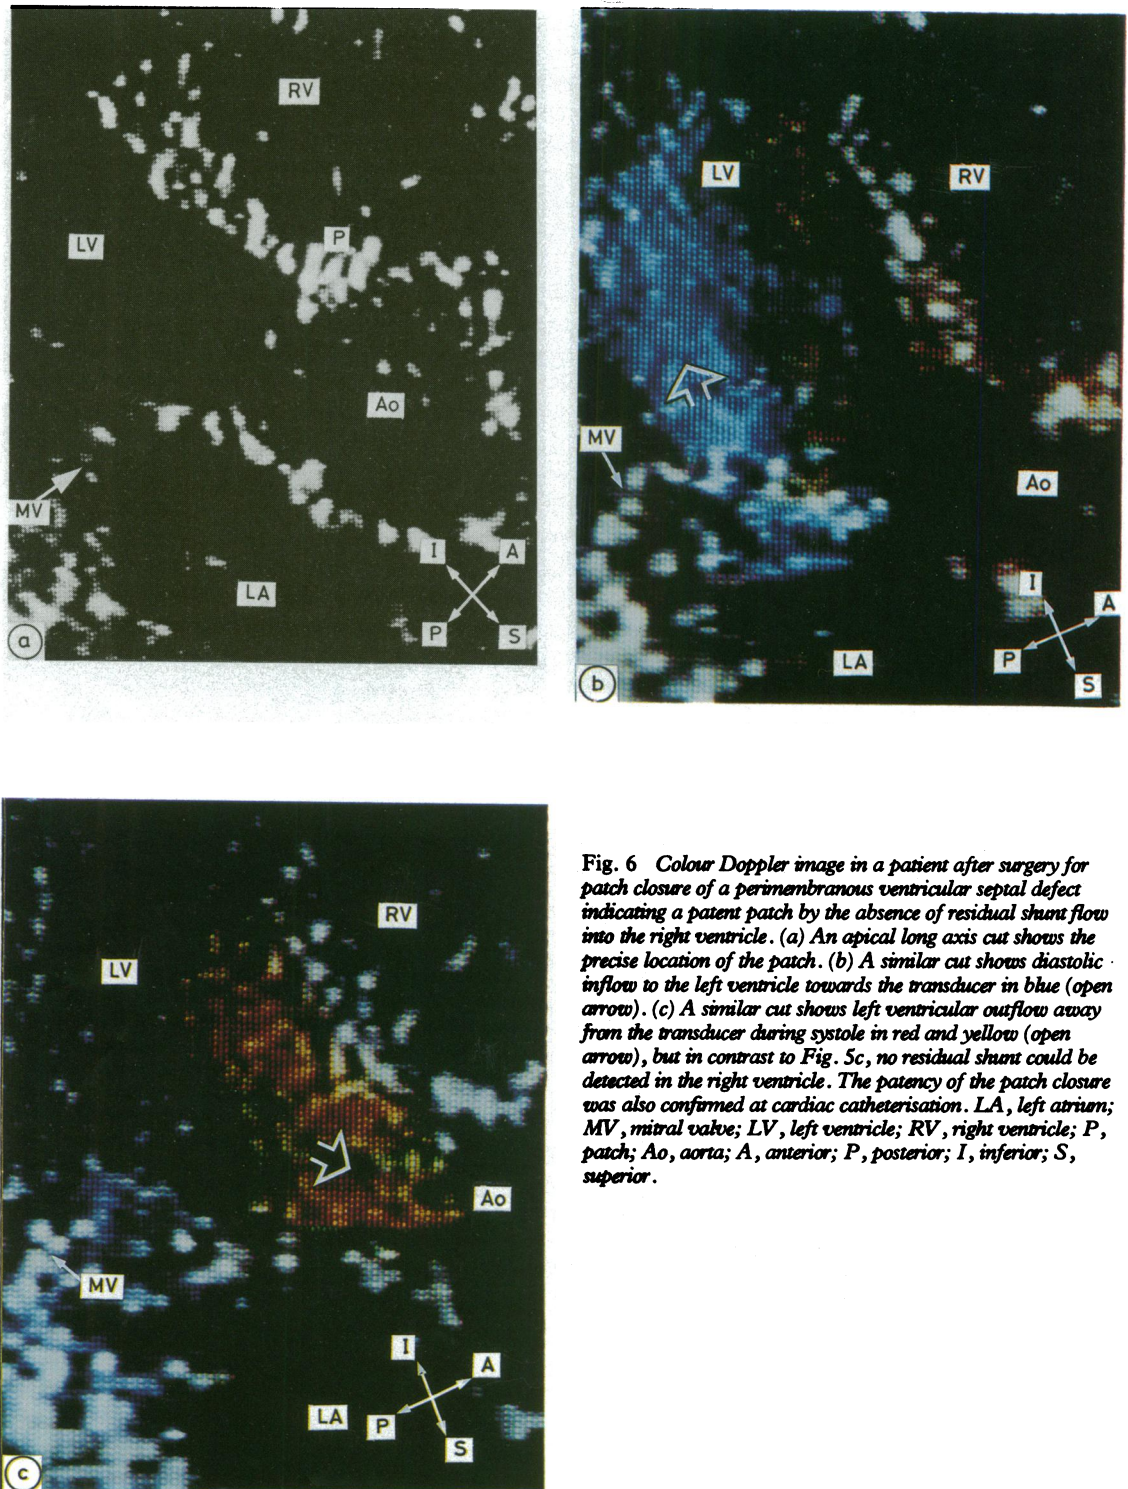 RV
LV
P
Ao
MV
LA
I
A
P
S
a
LV
RV
MV
Ao
I
A
P
LA
S
b
RV
LV
Ao
MV
I
A
LA
P
S
c
Fig. 6 Colour Doppler image in a patient after surgery for
patch closure of a perimembranous ventricular septal defect
indicating a patent patch by the absence of residual shunt flow
into the right ventricle. (a) An apical long axis cut shows the
precise location of the patch. (b) A similar cut shows diastolic
inflow to the left ventricle towards the transducer in blue (open
arrow). (c) A similar cut shows left ventricular outflow away
from the transducer during systole in red and yellow (open
arrow), but in contrast to Fig. 5c, no residual shunt could be
detected in the right ventricle. The patency of the patch closure
was also confirmed at cardiac catheterisation. LA, left atrium;
MV, mitral valve; LV, left ventricle; RV, right ventricle; P,
patch; Ao, aorta; A, anterior; P, posterior; I, inferior; S,
superior.